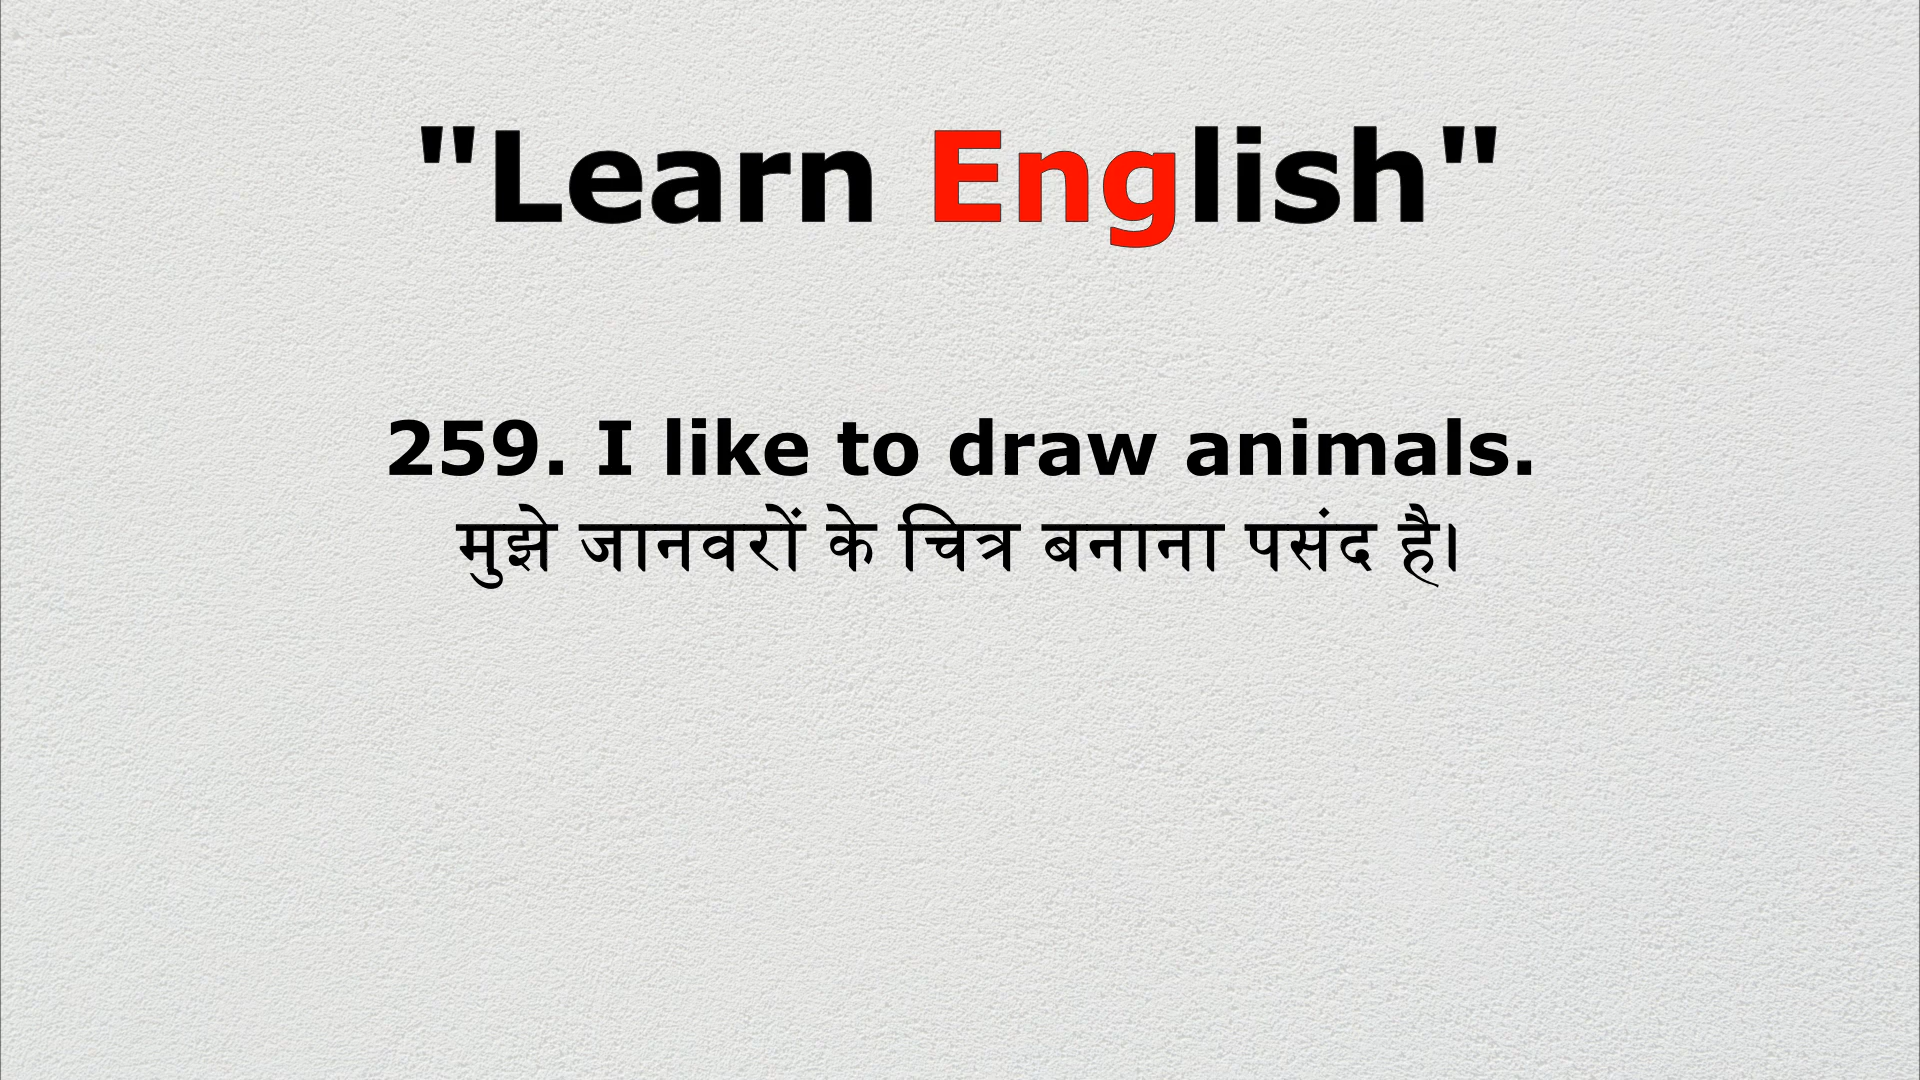 "Learn English"
259. I like to draw animals.
मुझे जानवरों के चित्र बनाना पसंद है।